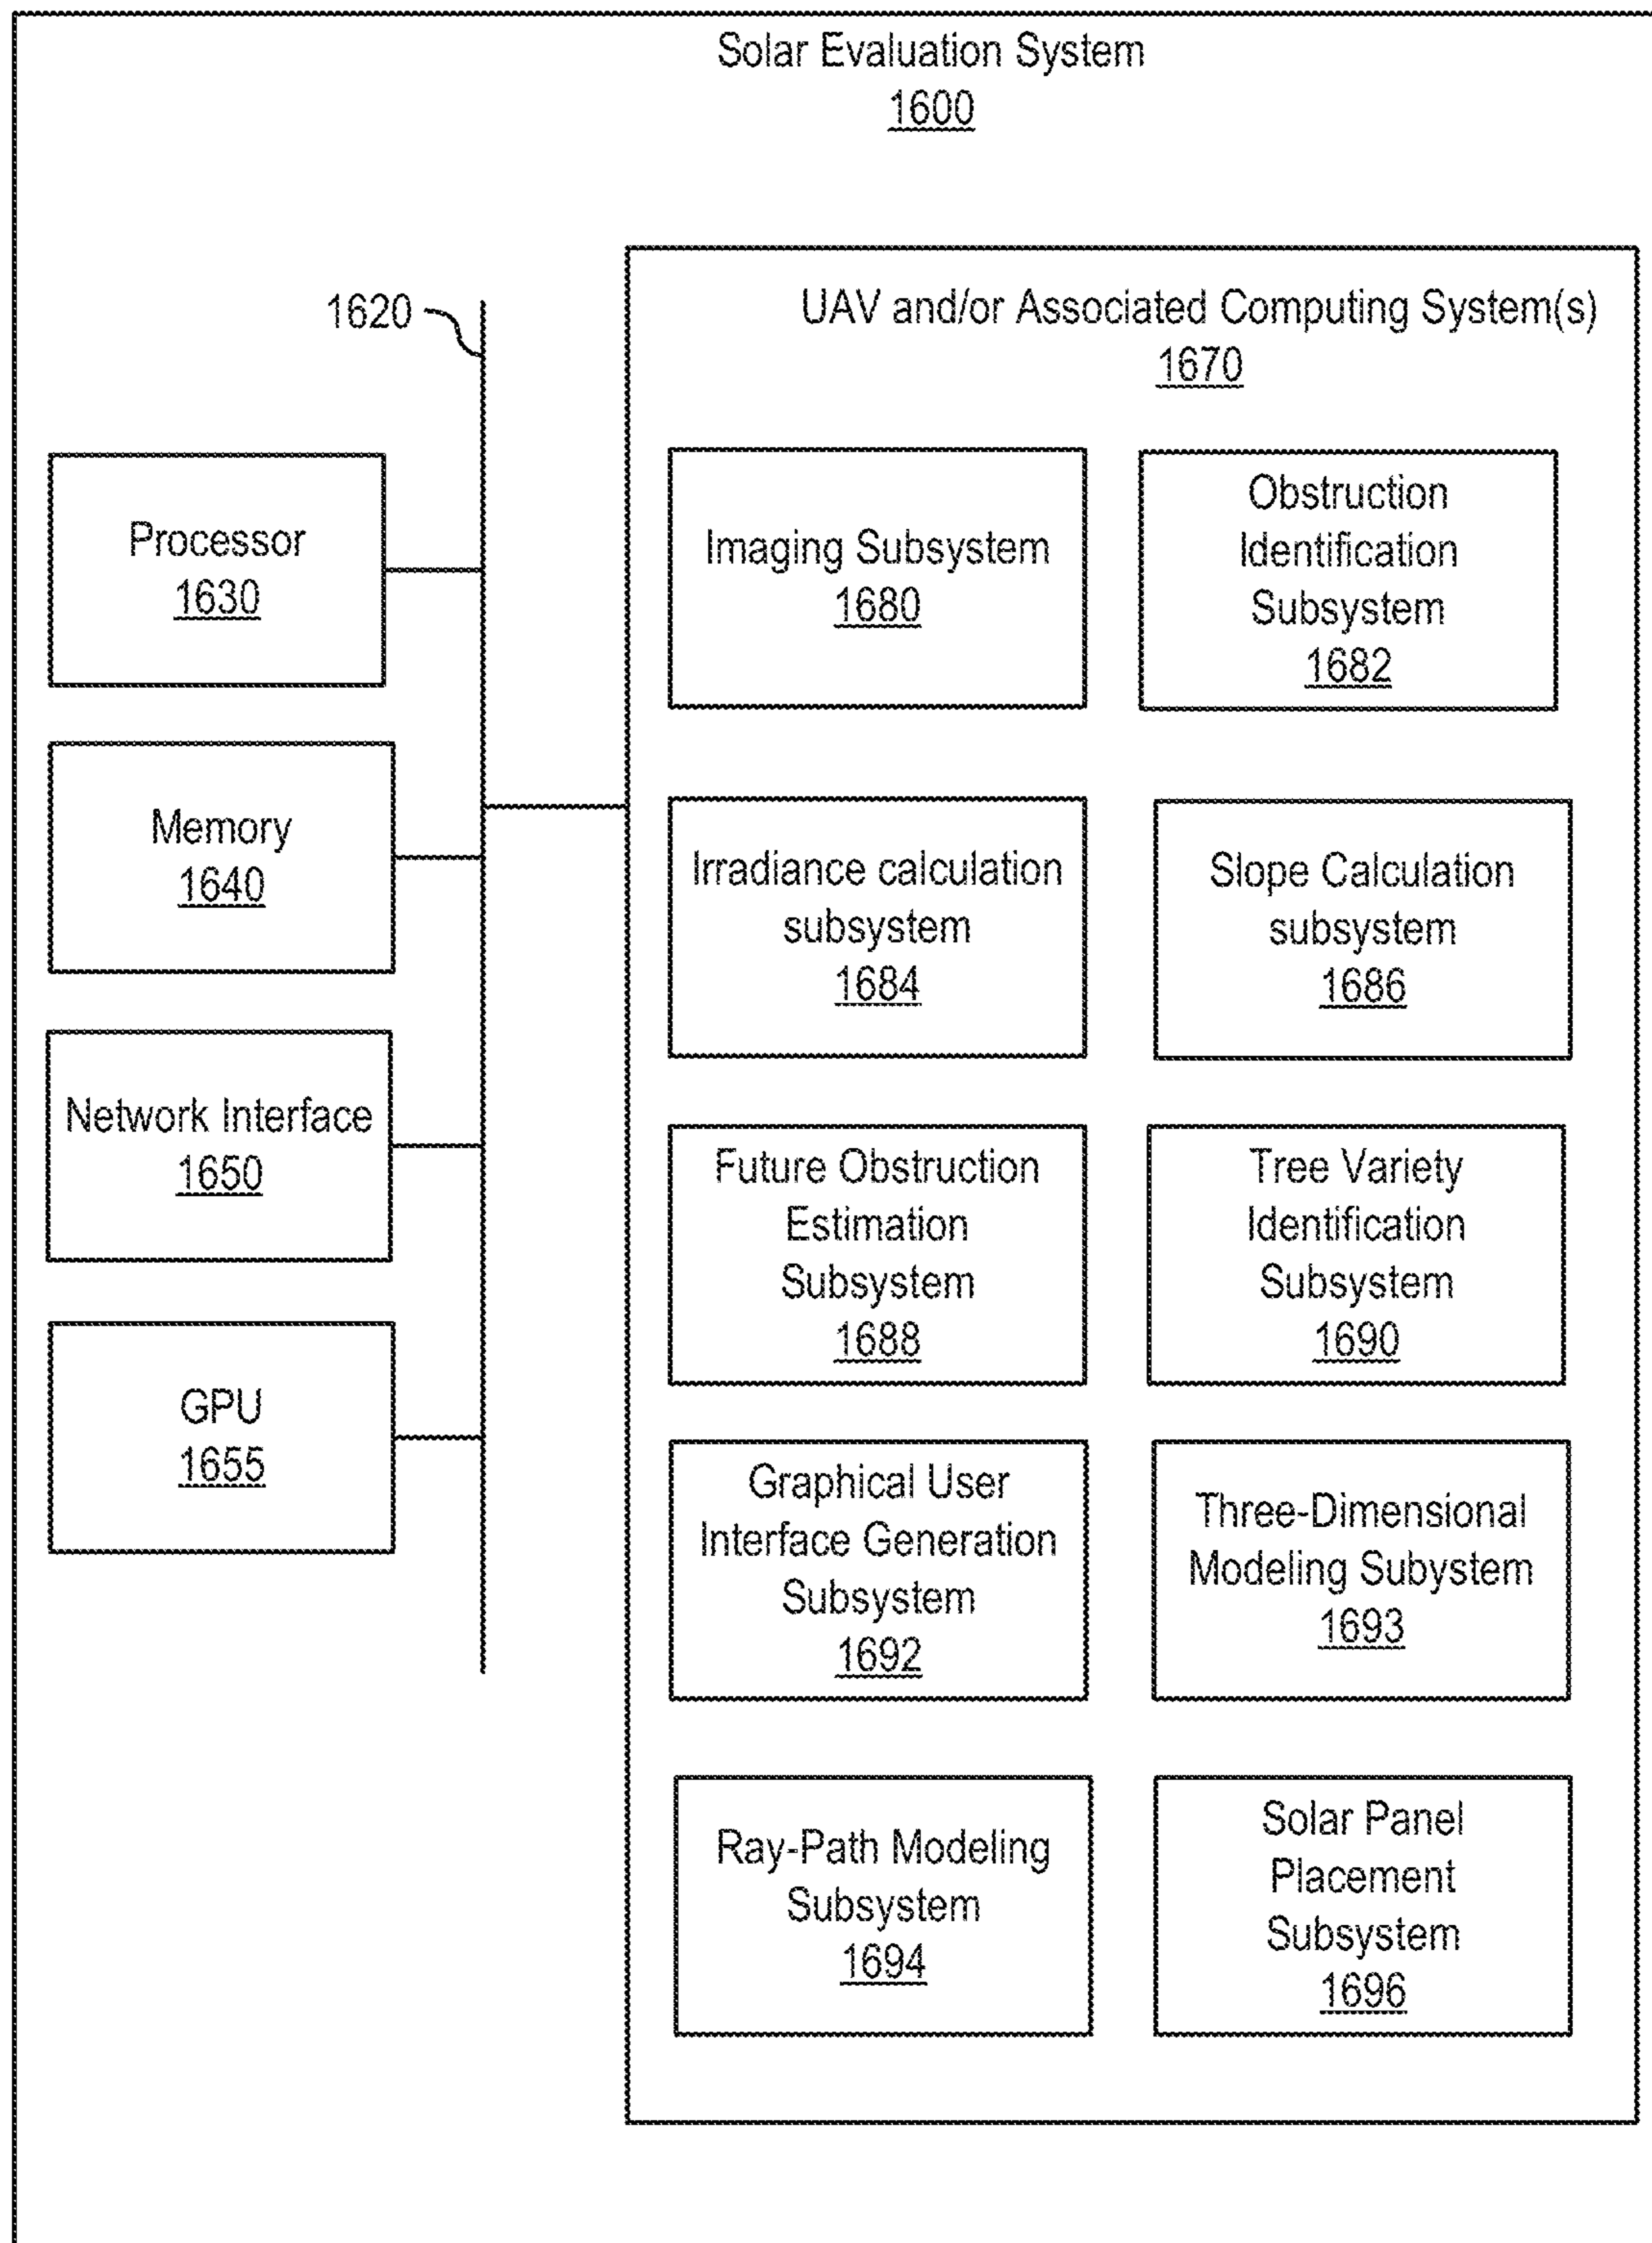 Solar Evaluation System
1600
1620
UAV and/or Associated Computing System(s)
1670
Processor
1630
Memory
1640
Network Interface
1650
GPU
1655
Imaging Subsystem
1680
Obstruction
Identification
Subsystem
1682
Irradiance calculation
subsystem
1684
Slope Calculation
subsystem
1686
Future Obstruction
Estimation
Subsystem
1688
Tree Variety
Identification
Subsystem
1690
Graphical User
Interface Generation
Subsystem
1692
Three-Dimensional
Modeling Subystem
1693
Ray-Path Modeling
Subsystem
1694
Solar Panel
Placement
Subsystem
1696